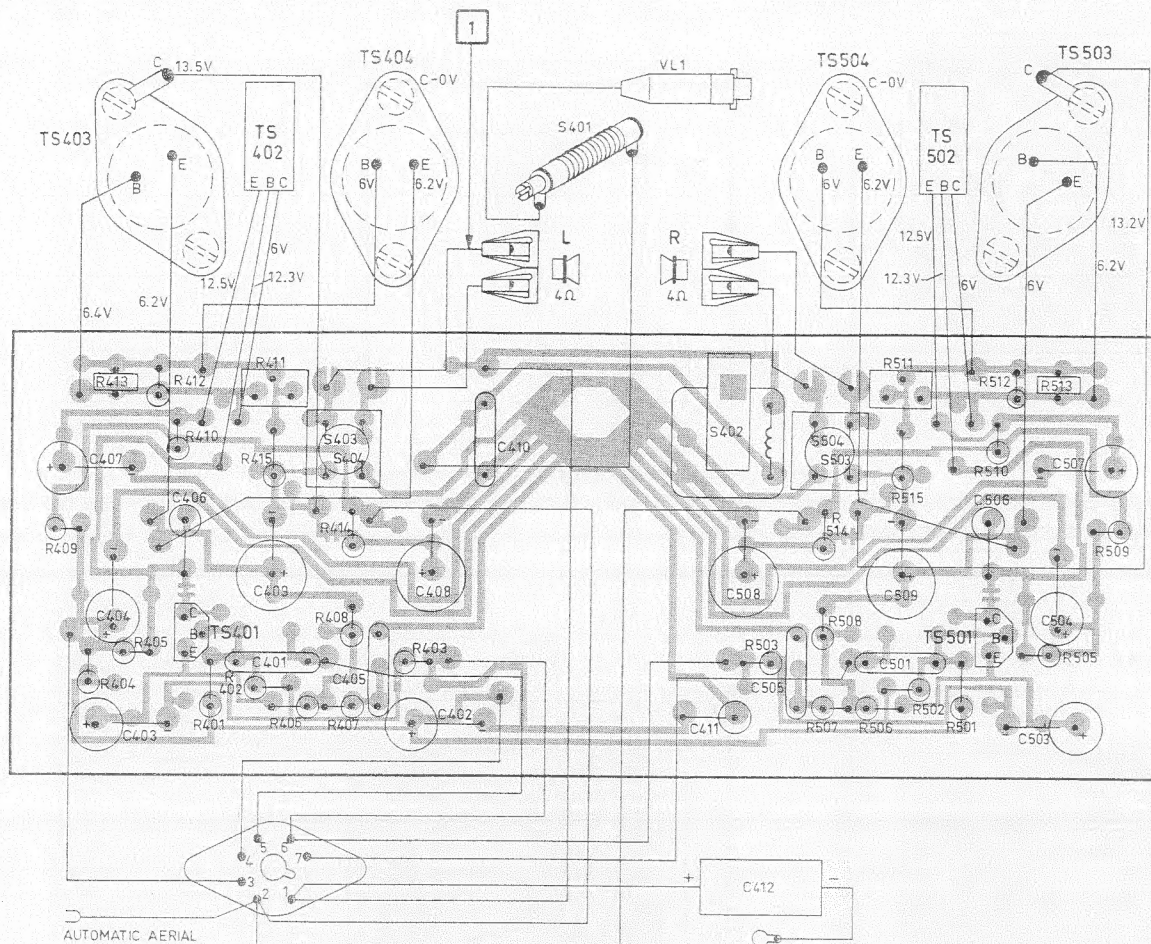 1
TS404
TS504
TS503
C 13.5V
C-0V
VL1
C-0V
C
TS403
TS 402
S401
TS 502
B E
B E
B E
B E
6V 6.2V
6V 6.2V
E B C
E B C
13.2V
L
R
6V
12.5V
12.5V
12.3V
4Ω
4Ω
12.3V
6V
6V
6.2V
6.2V
6.4V
R413
R412
R411
R511
R512
R513
S403
S402
S504
R410
S404
C410
S503
R510
C407
R415
R515
C507
C406
C506
R409
R414
R 514
R509
C403
C408
C508
C509
C404
R408
R508
C504
TS401
TS501
C
B
E
C
B
E
R405
C401
R403
R503
C501
R505
R404
R 402
C405
C505
R502
R401
R406
R407
C402
C411
R507
R506
R501
C503
C403
5 6
4 7
3
2 1
+ C412 -
AUTOMATIC AERIAL